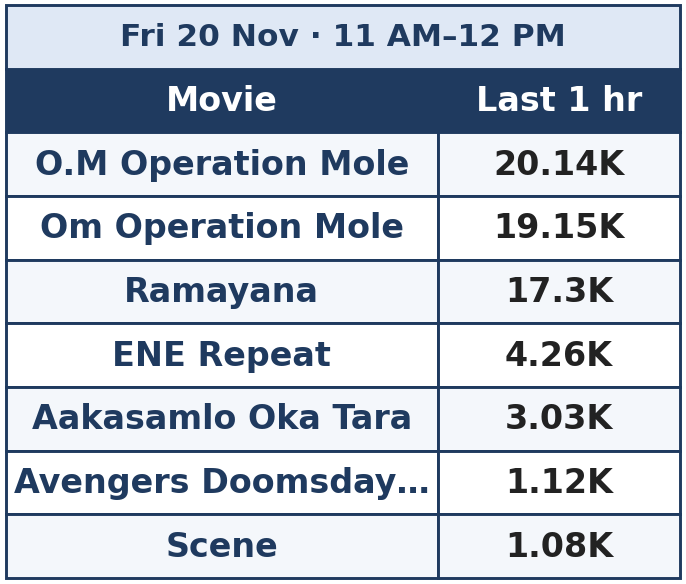 Fri 20 Nov · 11 AM–12 PM
Movie Last 1 hr
O.M Operation Mole 20.14K
Om Operation Mole 19.15K
Ramayana 17.3K
ENE Repeat 4.26K
Aakasamlo Oka Tara 3.03K
Avengers Doomsday... 1.12K
Scene 1.08K